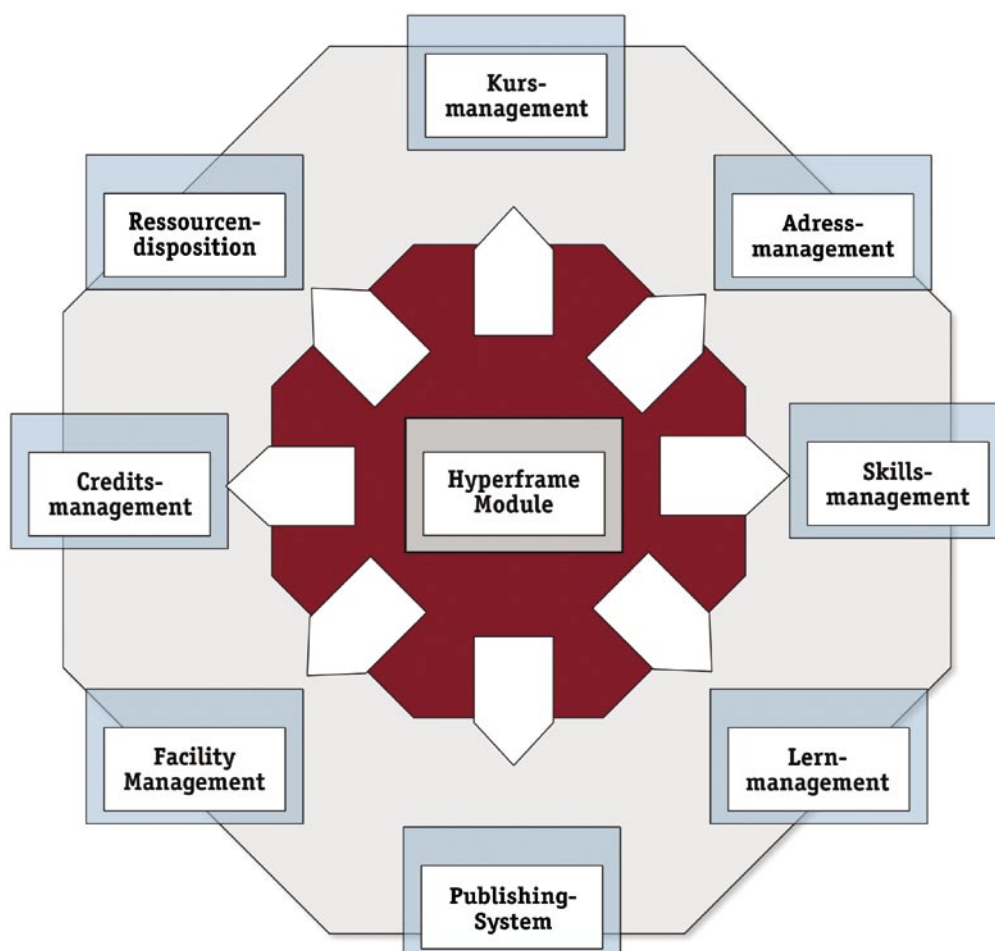 Kurs-
management
Ressourcen-
disposition
Adress-
management
Credits-
management
Hyperframe
Module
Skills-
management
Facility
Management
Lern-
management
Publishing-
System